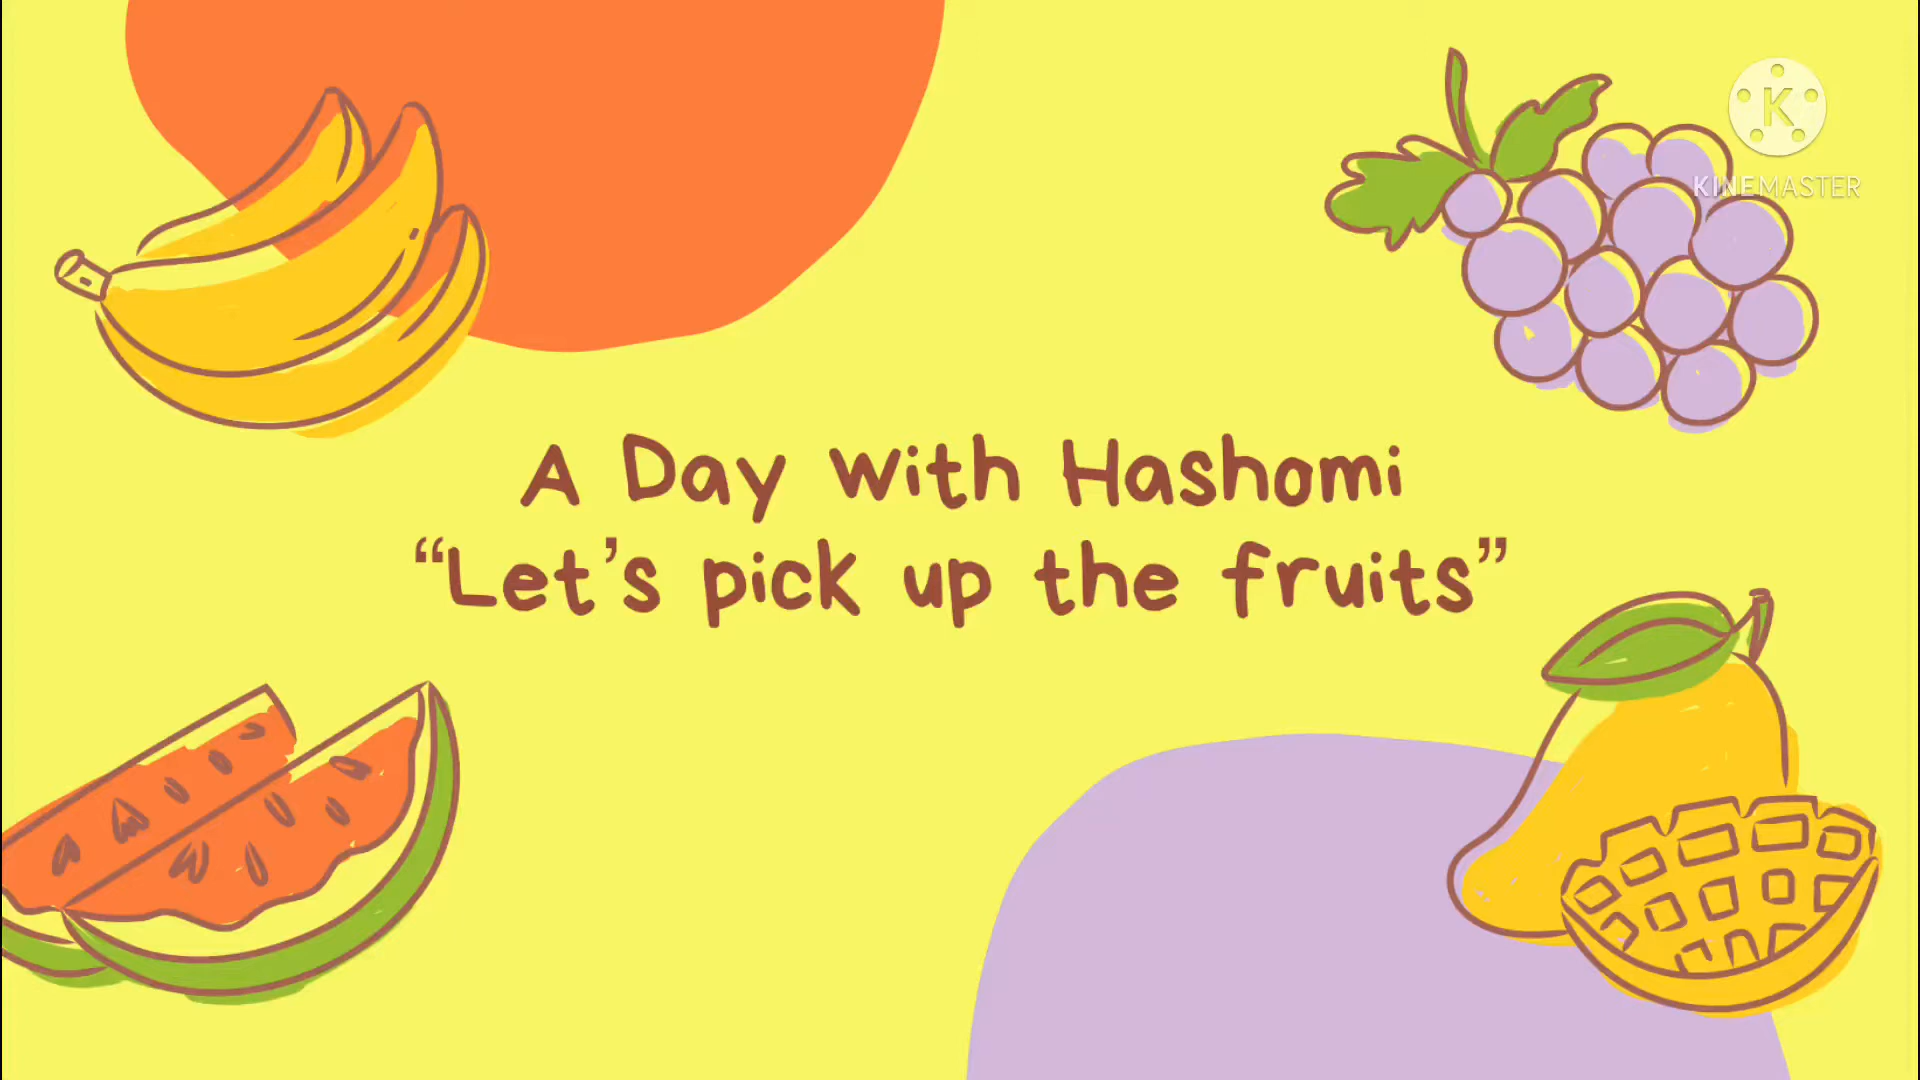 K
KINEMASTER
A Day with Hashomi
“Let’s pick up the fruits”